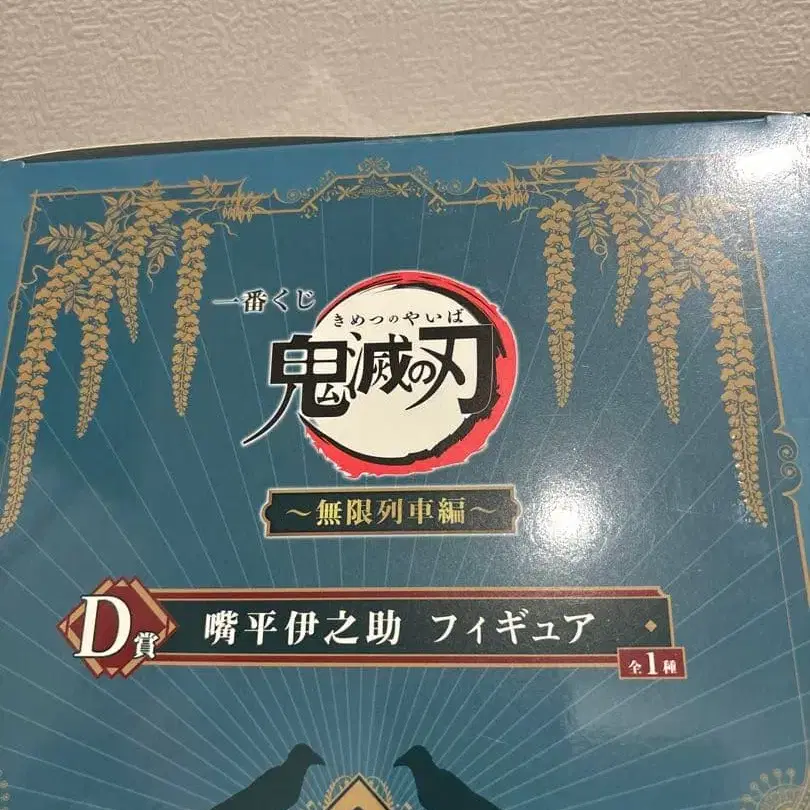 一番くじ
きめつのやいば
鬼滅の刃
～無限列車編～
D賞 嘴平伊之助 フィギュア
全1種